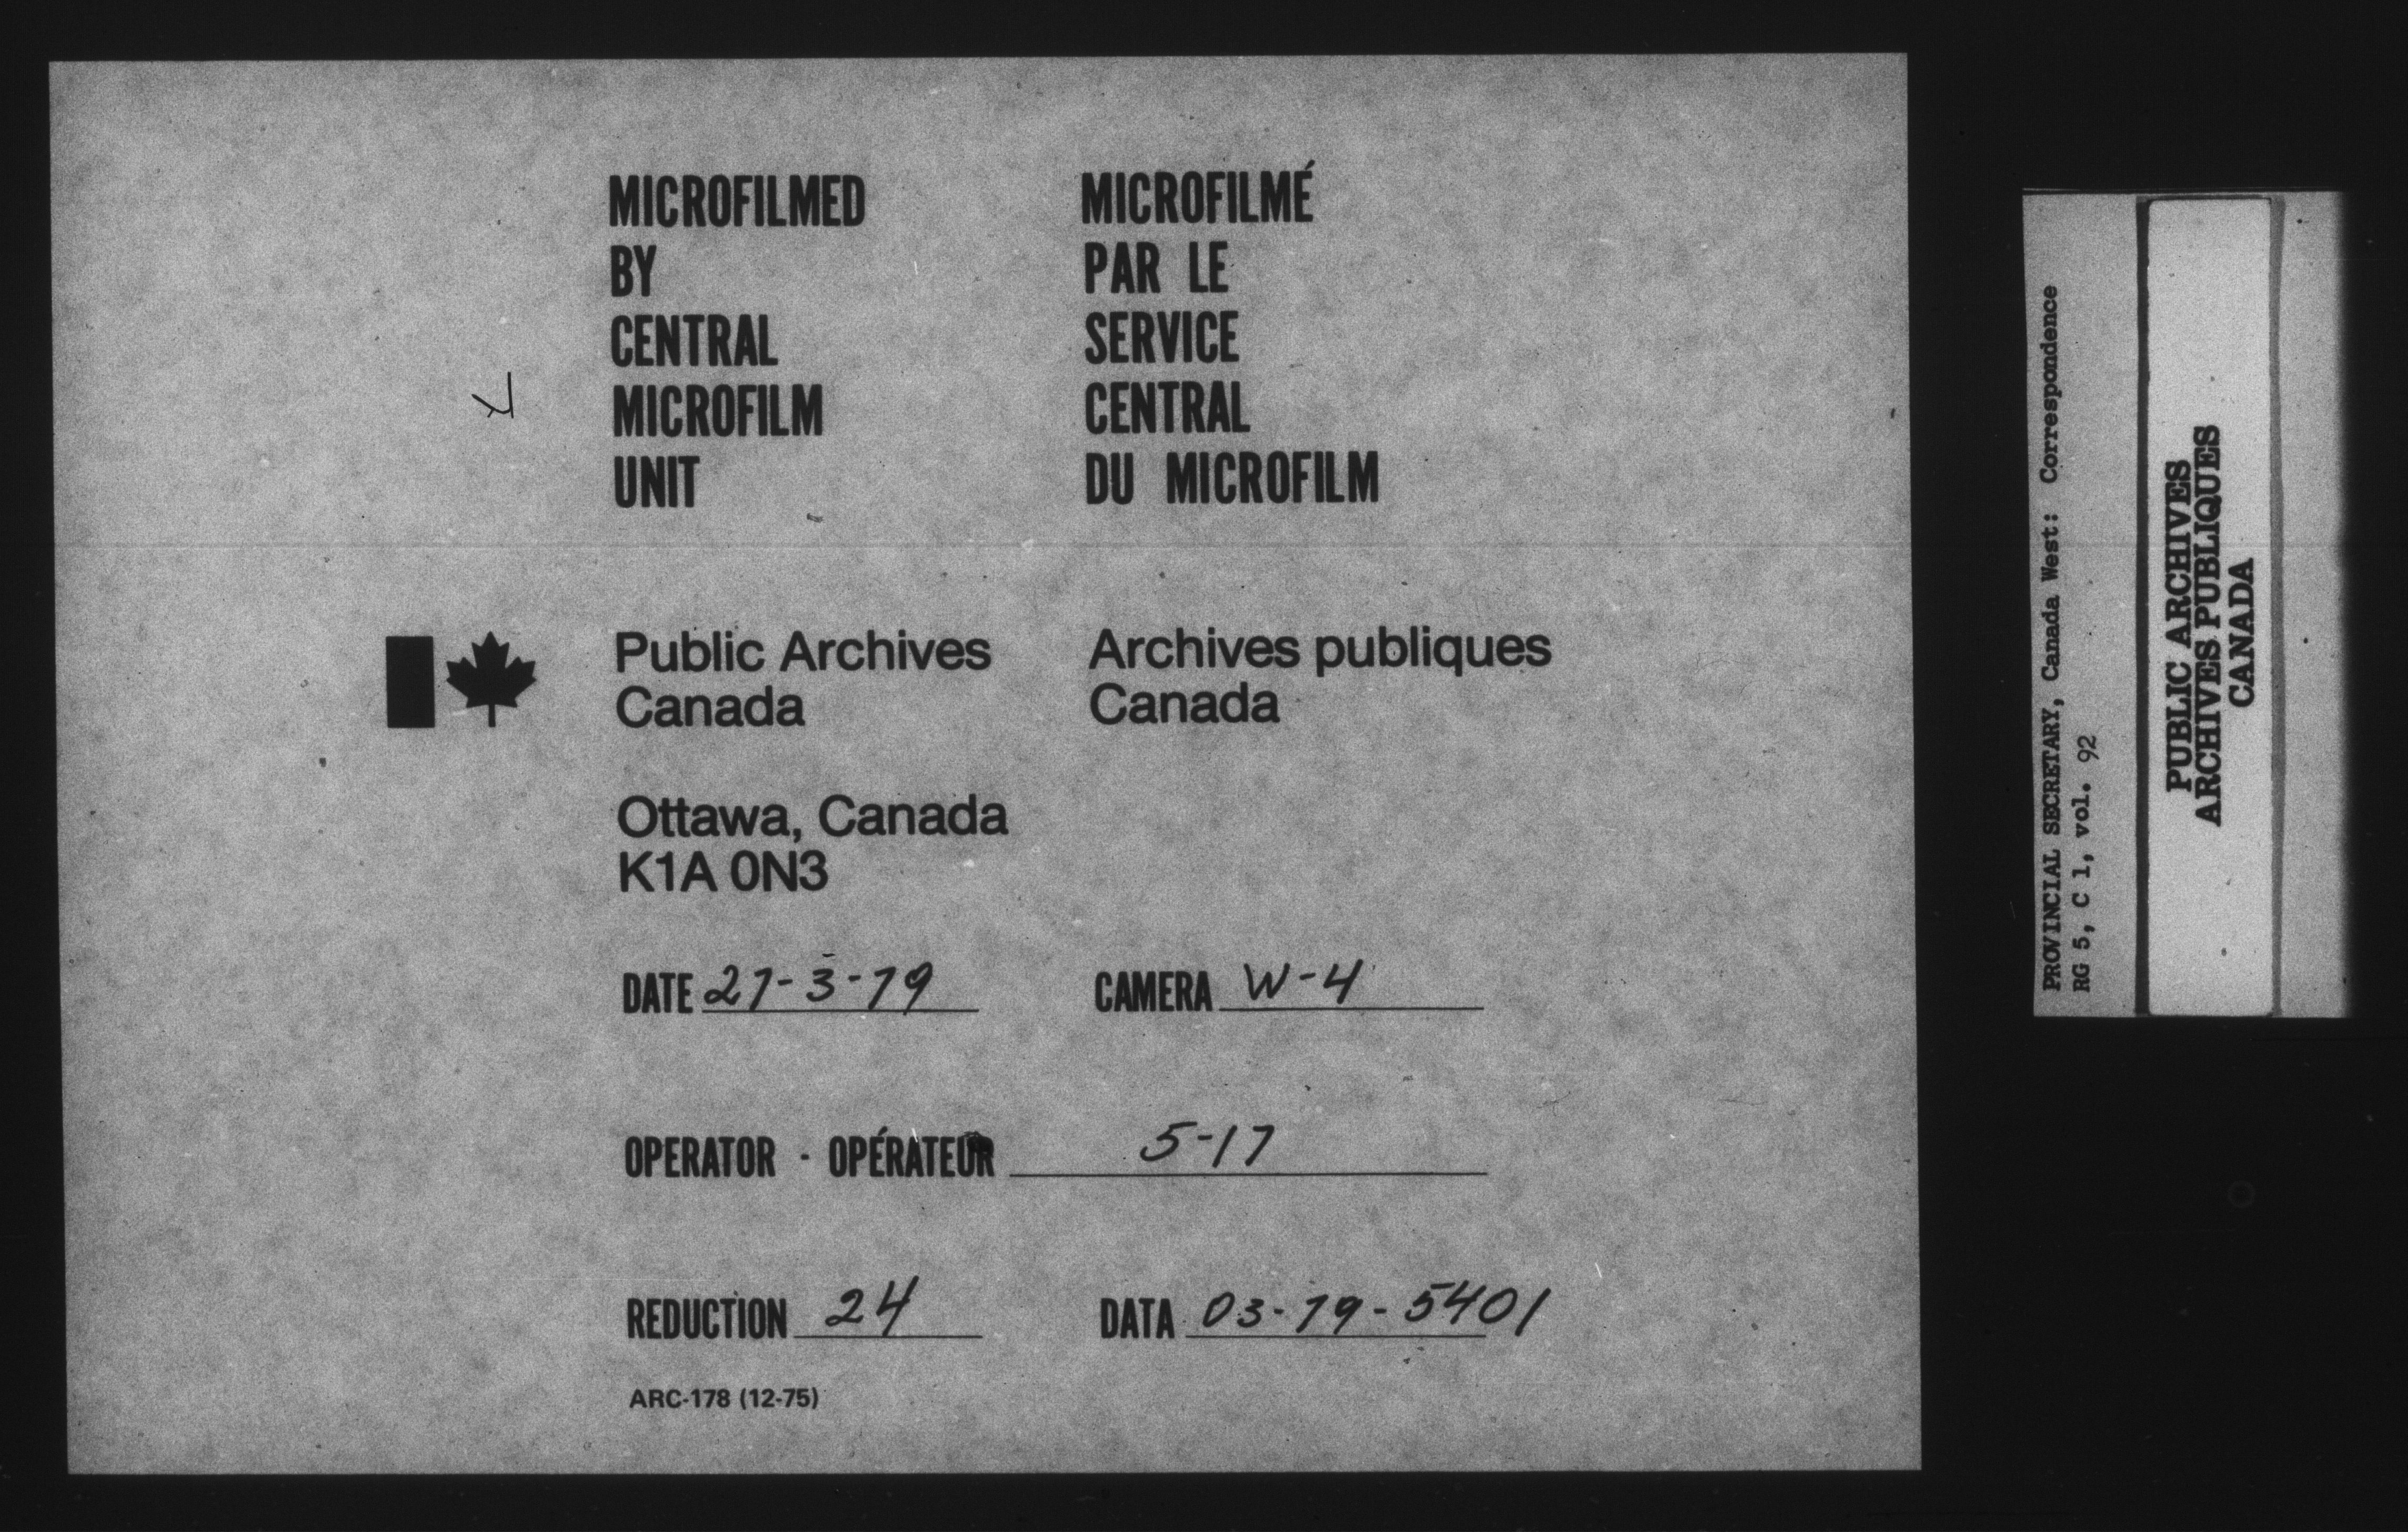 MICROFILMED
BY
CENTRAL
MICROFILM
UNIT
MICROFILMÉ
PAR LE
SERVICE
CENTRAL
DU MICROFILM
Public Archives
Canada
Archives publiques
Canada
Ottawa, Canada
K1A 0N3
DATE 27-3-79
CAMERA W-4
OPERATOR - OPÉRATEUR 5-17
REDUCTION 24
DATA 03-79-5401
ARC-178 (12-75)
PROVINCIAL SECRETARY, Canada West: Correspondence
RG 5, C 1, vol. 92
PUBLIC ARCHIVES
ARCHIVES PUBLIQUES
CANADA